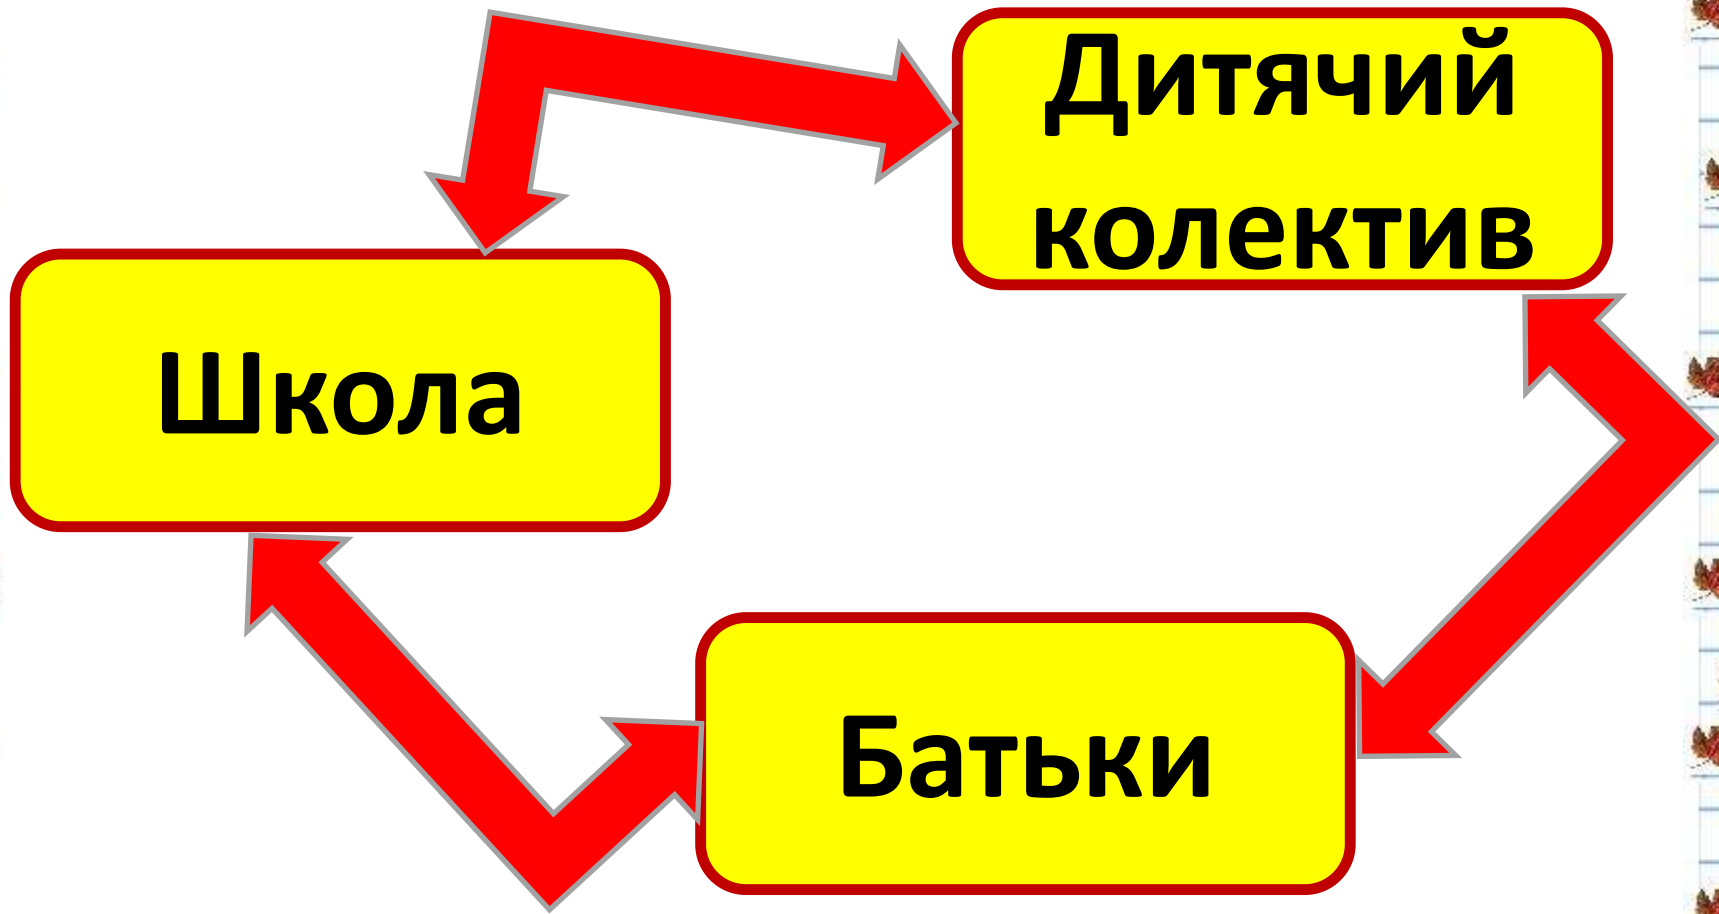 Дитячий
колектив
Школа
Батьки